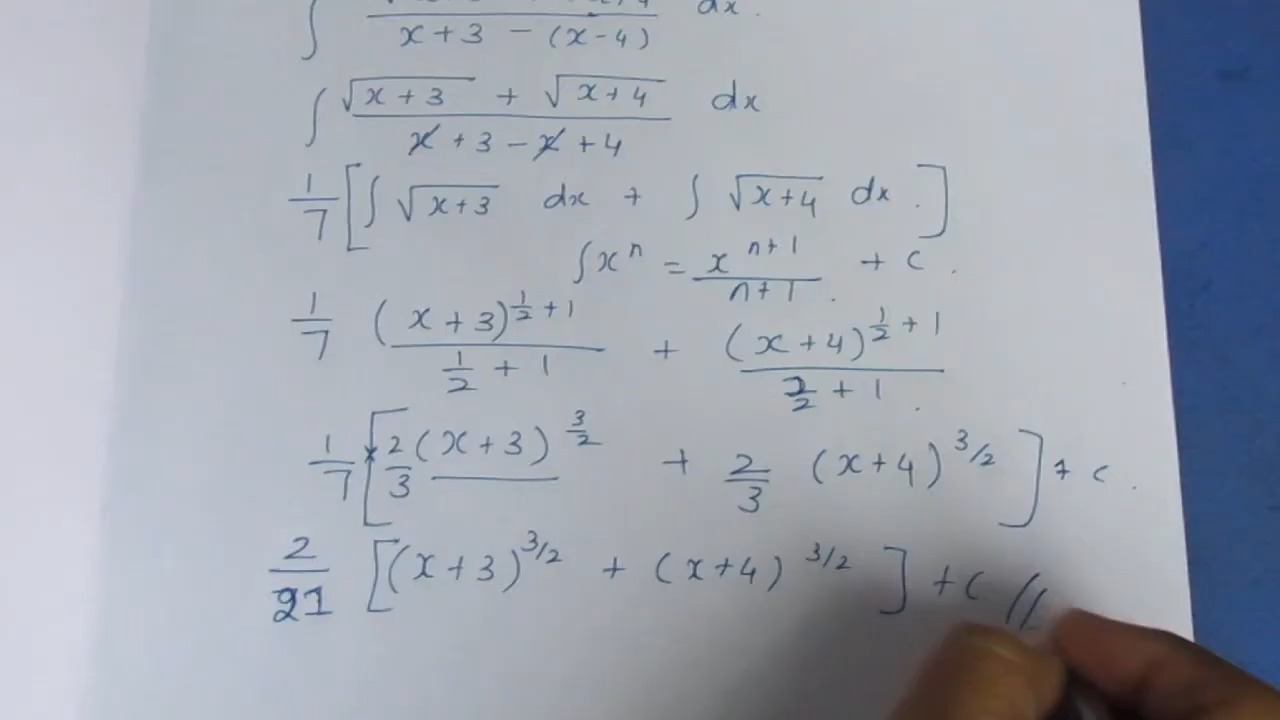 ∫ ——— dx.
x+3 - (x-4)
∫ (√(x+3) + √(x+4)) / (x+3-x+4) dx
1/7 [∫ √(x+3) dx + ∫ √(x+4) dx.]
∫xⁿ = x^(n+1) / (n+1) + c.
1/7 (x+3)^(1/2+1) / (1/2+1) + (x+4)^(1/2+1) / (1/2+1).
1/7 [2/3 (x+3)^(3/2) + 2/3 (x+4)^(3/2)] + c.
2/21 [(x+3)^(3/2) + (x+4)^(3/2)] + C //